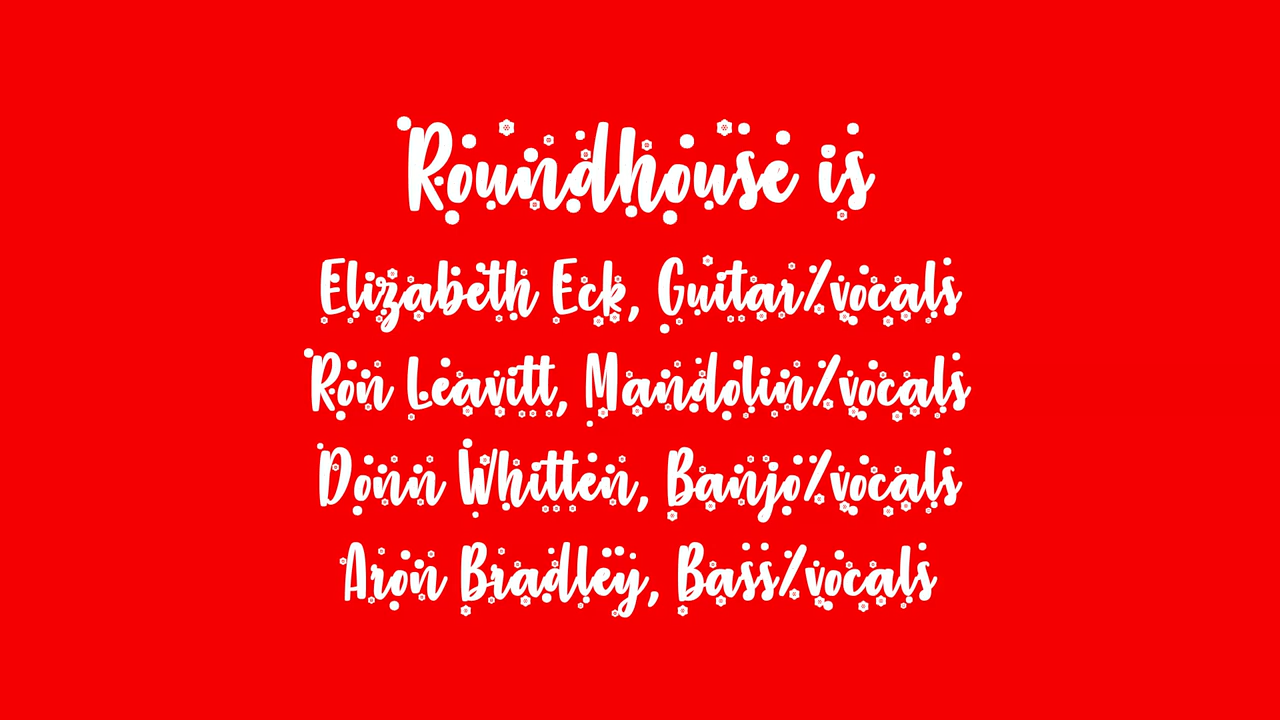 Roundhouse is
Elizabeth Eck, Guitar/vocals
Ron Leavitt, Mandolin/vocals
Donn Whitten, Banjo/vocals
Aron Bradley, Bass/vocals